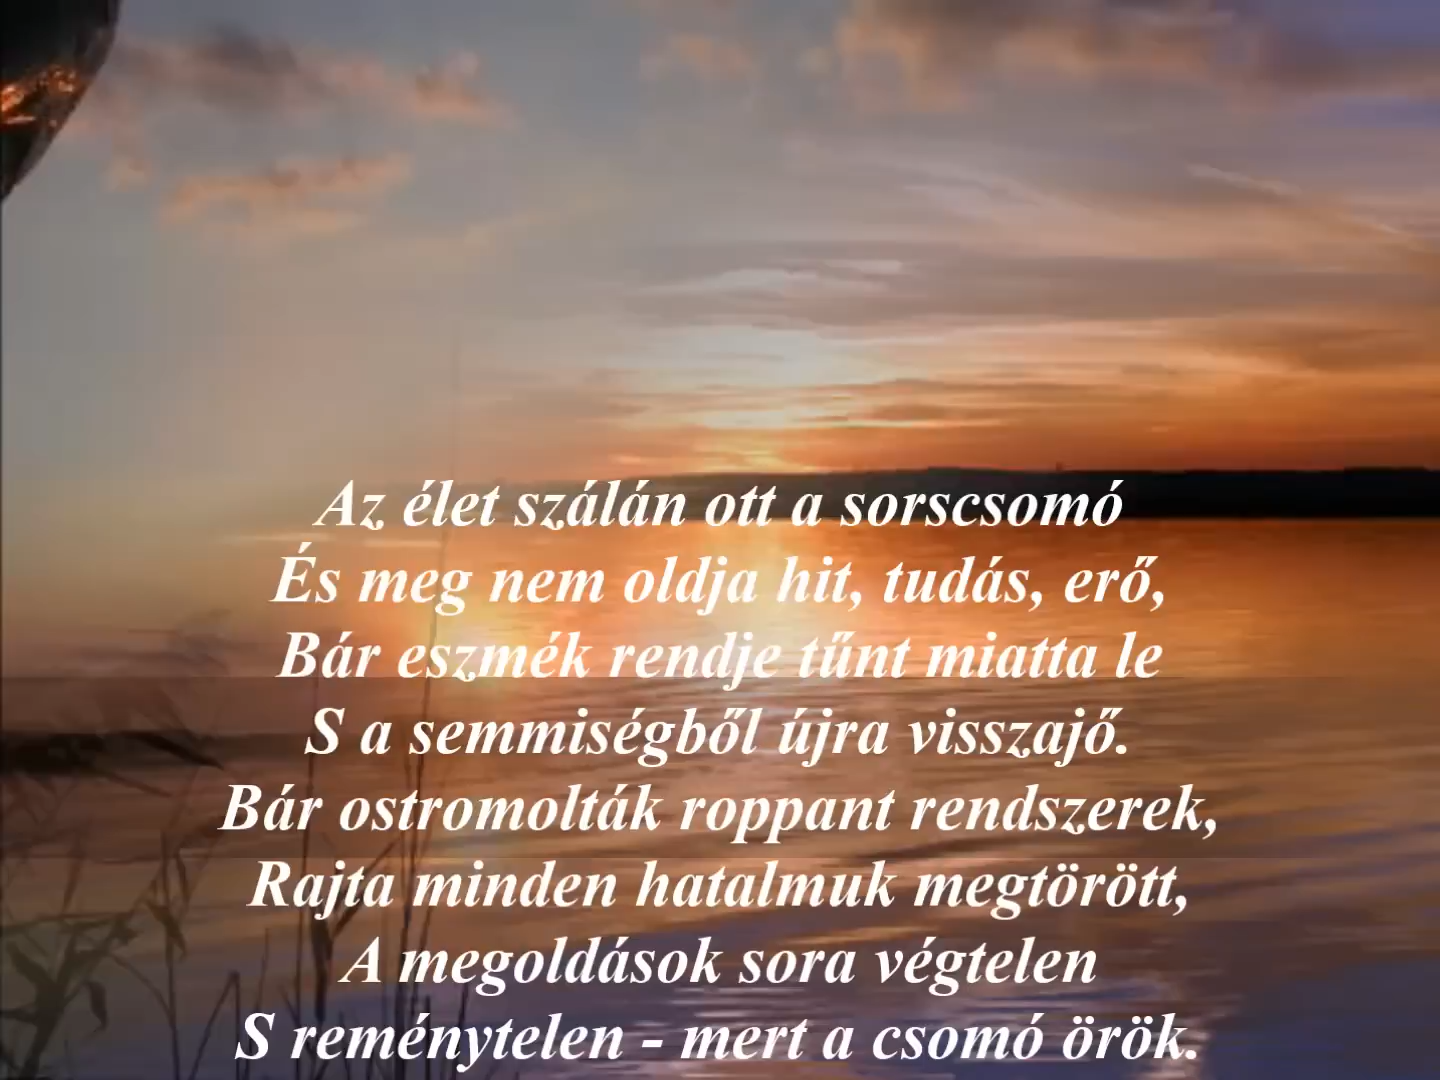 Az élet szálán ott a sorscsomó
És meg nem oldja hit, tudás, erő,
Bár eszmék rendje tűnt miatta le
S a semmiségből újra visszajő.
Bár ostromolták roppant rendszerek,
Rajta minden hatalmuk megtörött,
A megoldások sora végtelen
S reménytelen - mert a csomó örök.